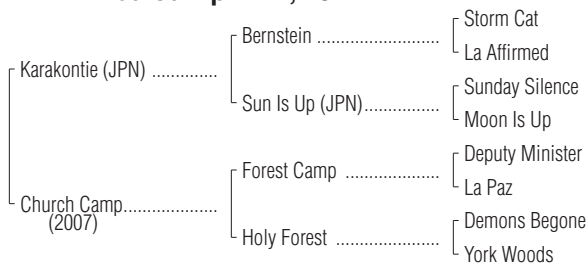 Storm Cat
Bernstein ................................
La Affirmed
Karakontie (JPN) .................
Sunday Silence
Sun Is Up (JPN)....................
Moon Is Up
Deputy Minister
Forest Camp .........................
La Paz
Church Camp.........................
(2007)
Demons Begone
Holy Forest ...........................
York Woods